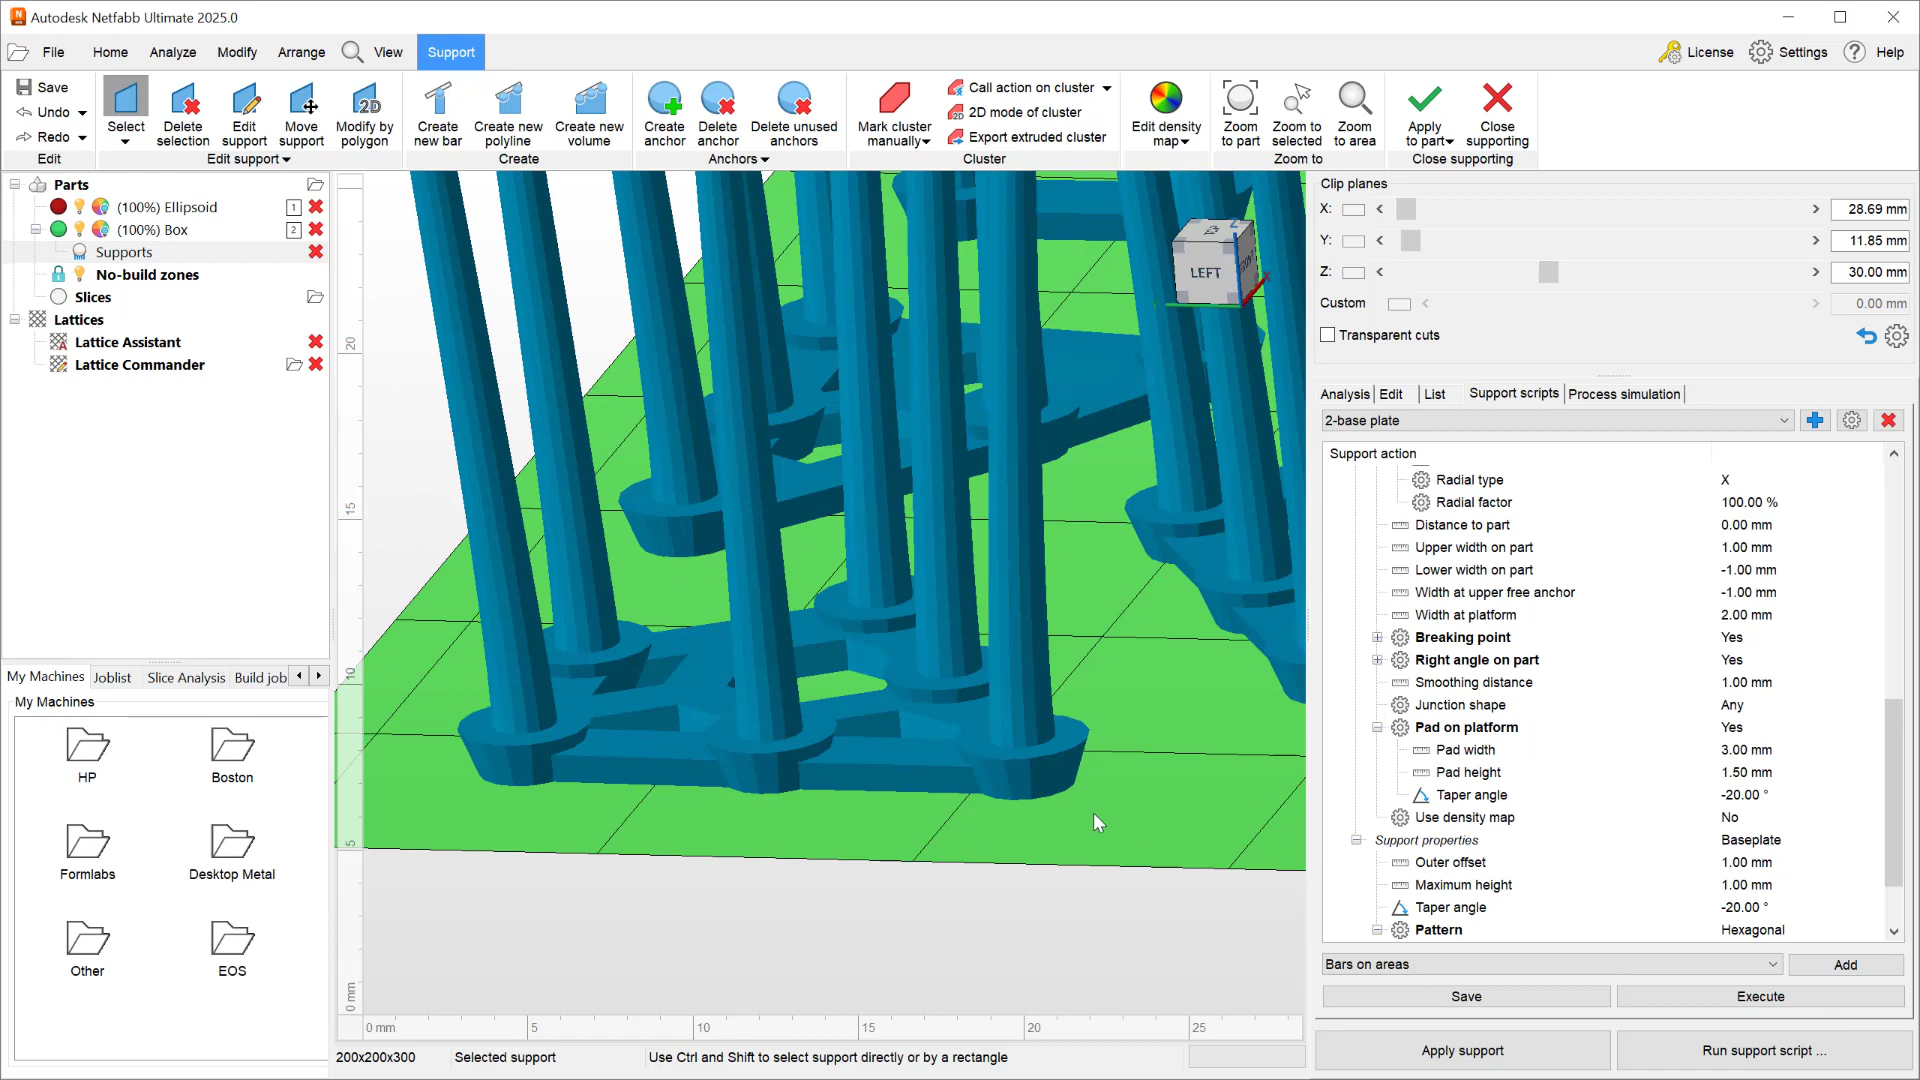 Autodesk Netfabb Ultimate 2025.0
File Home Analyze Modify Arrange View Support License Settings Help
Save
Undo
Redo
Edit
Select
Delete selection
Edit support
Move support
Modify by polygon
Edit support
Create new bar
Create new polyline
Create new volume
Create
Create anchor
Delete anchor
Delete unused anchors
Anchors
Mark cluster manually
Call action on cluster
2D mode of cluster
Export extruded cluster
Cluster
Edit density map
Zoom to part
Zoom to selected
Zoom to area
Zoom to
Apply to part
Close supporting
Close supporting
Parts
(100%) Ellipsoid 1
(100%) Box 2
Supports
No-build zones
Slices
Lattices
Lattice Assistant
Lattice Commander
My Machines Joblist Slice Analysis Build job
My Machines
HP
Boston
Formlabs
Desktop Metal
Other
EOS
20
15
10
5
0 mm
0 mm 5 10 15 20 25
LEFT
Z
X
200x200x300 Selected support Use Ctrl and Shift to select support directly or by a rectangle
Clip planes
X: 28.69 mm
Y: 11.85 mm
Z: 30.00 mm
Custom 0.00 mm
Transparent cuts
Analysis Edit List Support scripts Process simulation
2-base plate
Support action
Radial type X
Radial factor 100.00 %
Distance to part 0.00 mm
Upper width on part 1.00 mm
Lower width on part -1.00 mm
Width at upper free anchor -1.00 mm
Width at platform 2.00 mm
Breaking point Yes
Right angle on part Yes
Smoothing distance 1.00 mm
Junction shape Any
Pad on platform Yes
Pad width 3.00 mm
Pad height 1.50 mm
Taper angle -20.00 °
Use density map No
Support properties Baseplate
Outer offset 1.00 mm
Maximum height 1.00 mm
Taper angle -20.00 °
Pattern Hexagonal
Bars on areas Add
Save Execute
Apply support Run support script ...